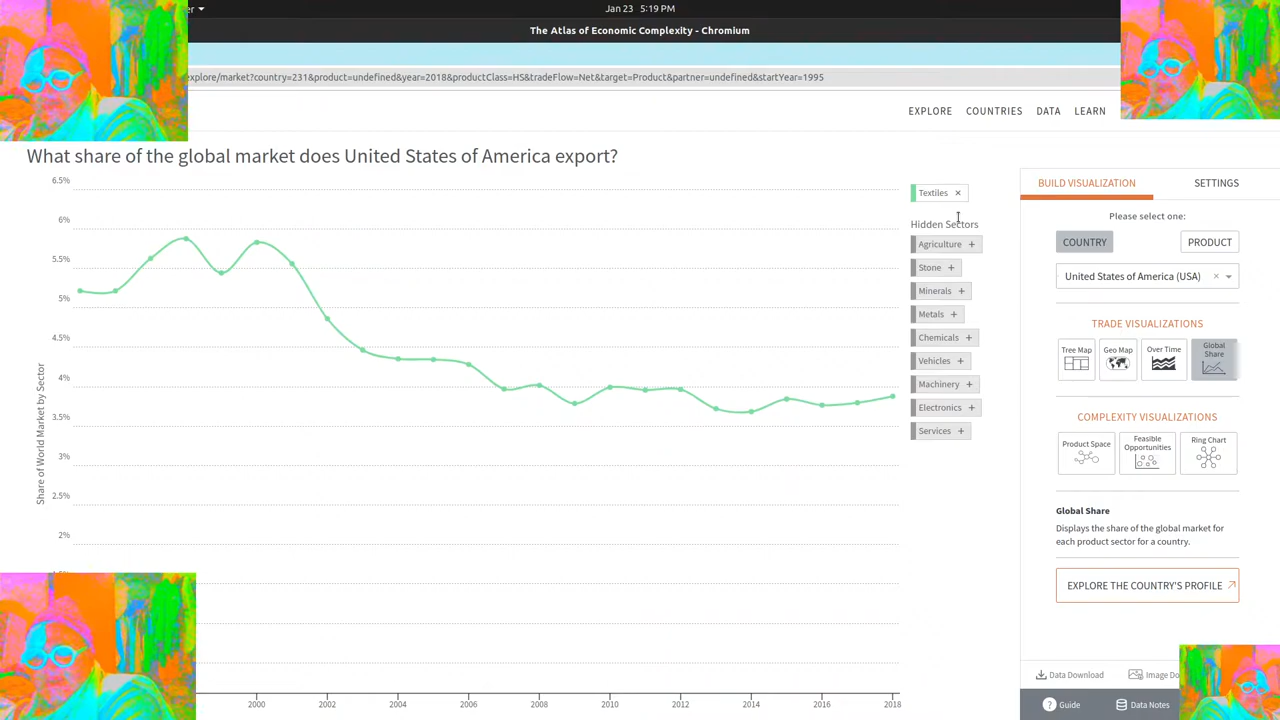 er
Jan 23 5:19 PM
The Atlas of Economic Complexity - Chromium
explore/market?country=231&product=undefined&year=2018&productClass=HS&tradeFlow=Net&target=Product&partner=undefined&startYear=1995
EXPLORE COUNTRIES DATA LEARN
What share of the global market does United States of America export?
6.5%
6%
5.5%
5%
4.5%
4%
3.5%
3%
2.5%
2%
Share of World Market by Sector
2000 2002 2004 2006 2008 2010 2012 2014 2016 2018
Textiles ×
Hidden Sectors
Agriculture +
Stone +
Minerals +
Metals +
Chemicals +
Vehicles +
Machinery +
Electronics +
Services +
BUILD VISUALIZATION SETTINGS
Please select one:
COUNTRY PRODUCT
United States of America (USA) ×
TRADE VISUALIZATIONS
Tree Map
Geo Map
Over Time
Global
Share
COMPLEXITY VISUALIZATIONS
Product Space
Feasible
Opportunities
Ring Chart
Global Share
Displays the share of the global market for
each product sector for a country.
EXPLORE THE COUNTRY'S PROFILE
Data Download Image Do
? Guide Data Notes